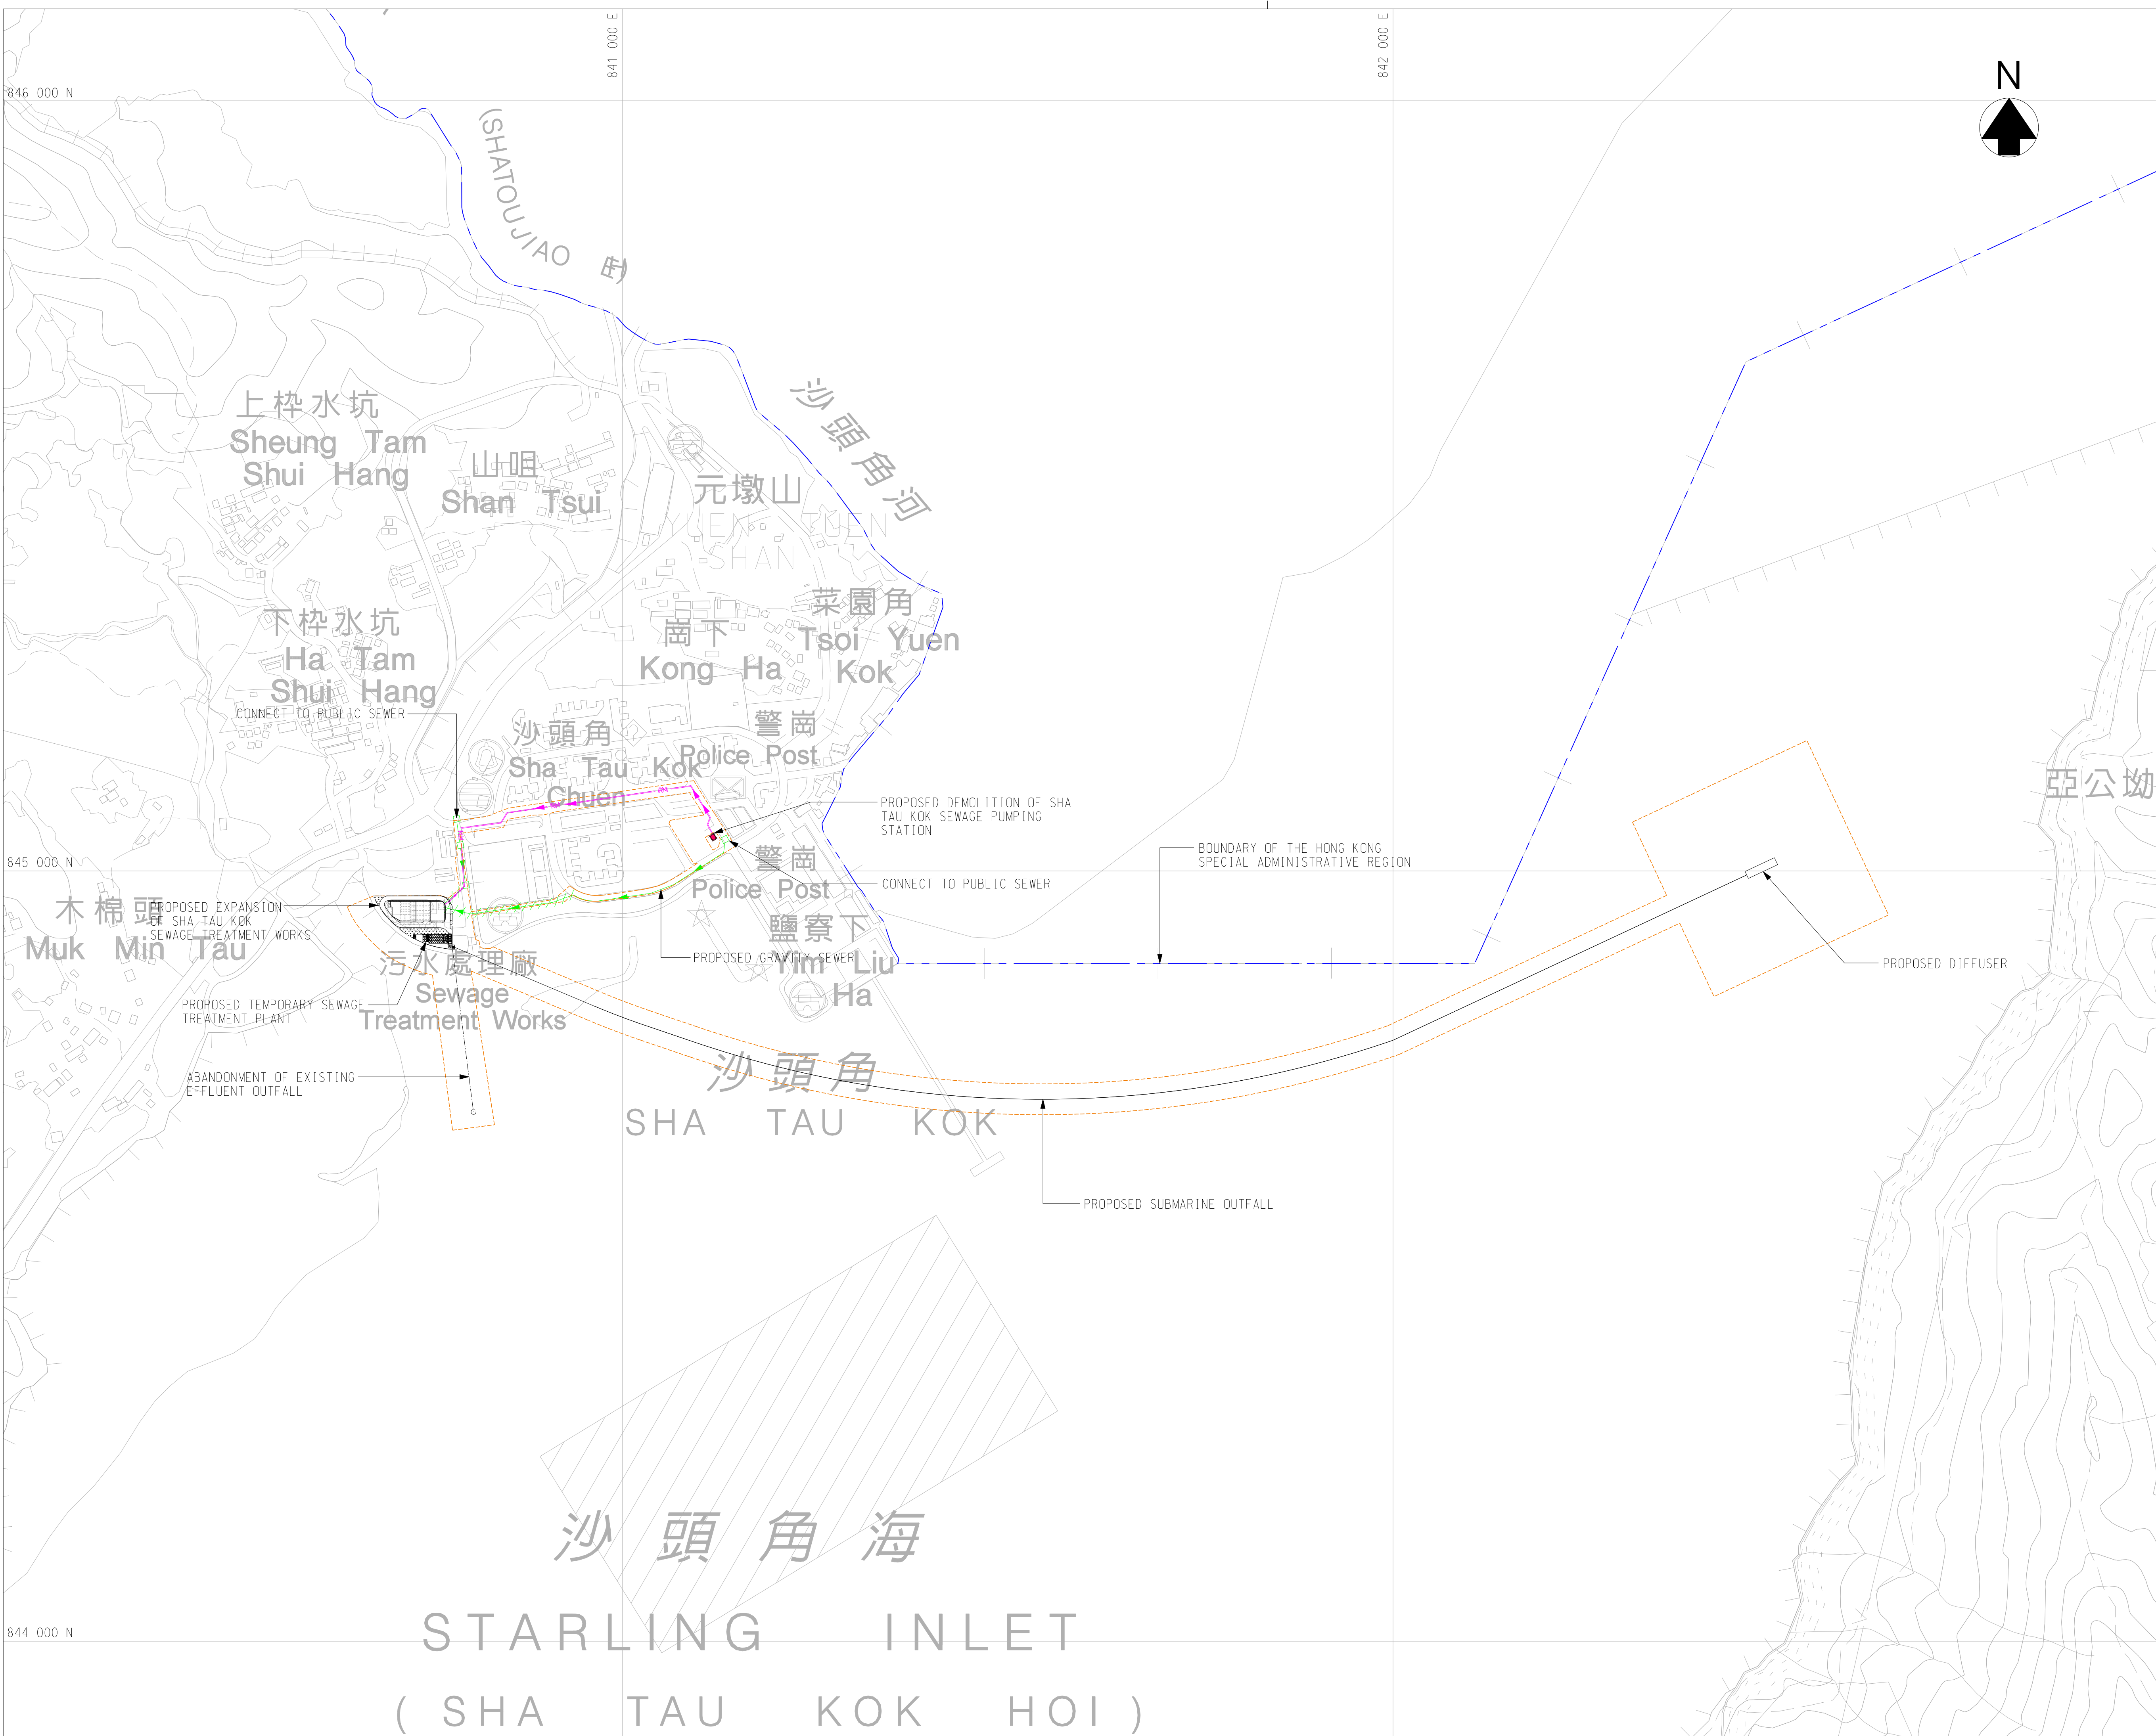 841 000 E
842 000 E
846 000 N
N
(SHATOUJIAO
沙頭角河
上枠水坑
Sheung Tam
Shui Hang
山咀
Shan Tsui
元墩山
YUEN TUEN
SHAN
菜園角
Tsoi Yuen
Kok
崗下
Kong Ha
下枠水坑
Ha Tam
Shui Hang
CONNECT TO PUBLIC SEWER
沙頭角
Sha Tau Kok
Chuen
警崗
Police Post
亞公坳
RM
RM
RM
PROPOSED DEMOLITION OF SHA
TAU KOK SEWAGE PUMPING
STATION
845 000 N
BOUNDARY OF THE HONG KONG
SPECIAL ADMINISTRATIVE REGION
警崗
Police Post
CONNECT TO PUBLIC SEWER
木棉頭
Muk Min Tau
PROPOSED EXPANSION
OF SHA TAU KOK
SEWAGE TREATMENT WORKS
鹽寮下
Yim Liu
Ha
PROPOSED GRAVITY SEWER
污水處理廠
Sewage
Treatment Works
PROPOSED DIFFUSER
PROPOSED TEMPORARY SEWAGE
TREATMENT PLANT
ABANDONMENT OF EXISTING
EFFLUENT OUTFALL
沙頭角
SHA TAU KOK
PROPOSED SUBMARINE OUTFALL
沙頭角海
844 000 N
STARLING INLET
( SHA TAU KOK HOI )